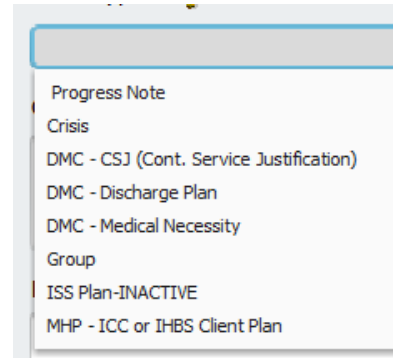 Progress Note
Crisis
DMC - CSJ (Cont. Service Justification)
DMC - Discharge Plan
DMC - Medical Necessity
Group
ISS Plan-INACTIVE
MHP - ICC or IHBS Client Plan